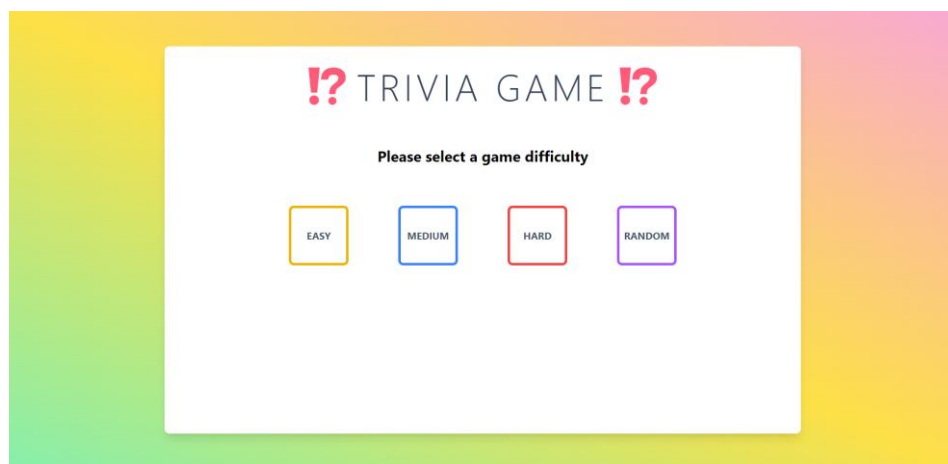 ⁉ TRIVIA GAME ⁉
Please select a game difficulty
EASY MEDIUM HARD RANDOM